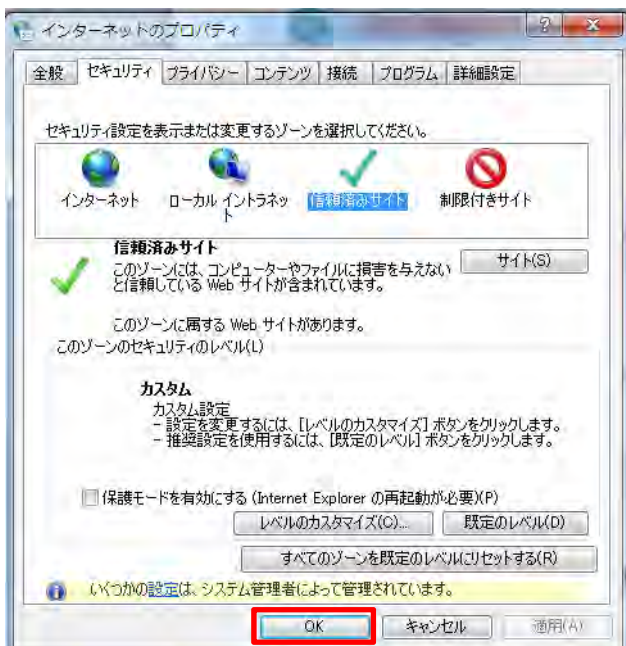 インターネットのプロパティ
全般 セキュリティ プライバシー コンテンツ 接続 プログラム 詳細設定
セキュリティ設定を表示または変更するゾーンを選択してください。
インターネット ローカル イントラネッ 信頼済みサイト 制限付きサイト
ト
信頼済みサイト
サイト(S)
このゾーンには、コンピューターやファイルに損害を与えない
と信頼している Web サイトが含まれています。
このゾーンに属する Web サイトがあります。
このゾーンのセキュリティのレベル(L)
カスタム
カスタム設定
- 設定を変更するには、[レベルのカスタマイズ] ボタンをクリックします。
- 推奨設定を使用するには、[既定のレベル] ボタンをクリックします。
保護モードを有効にする (Internet Explorer の再起動が必要)(P)
レベルのカスタマイズ(C)... 既定のレベル(D)
すべてのゾーンを既定のレベルにリセットする(R)
いくつかの設定は、システム管理者によって管理されています。
OK キャンセル 適用(A)